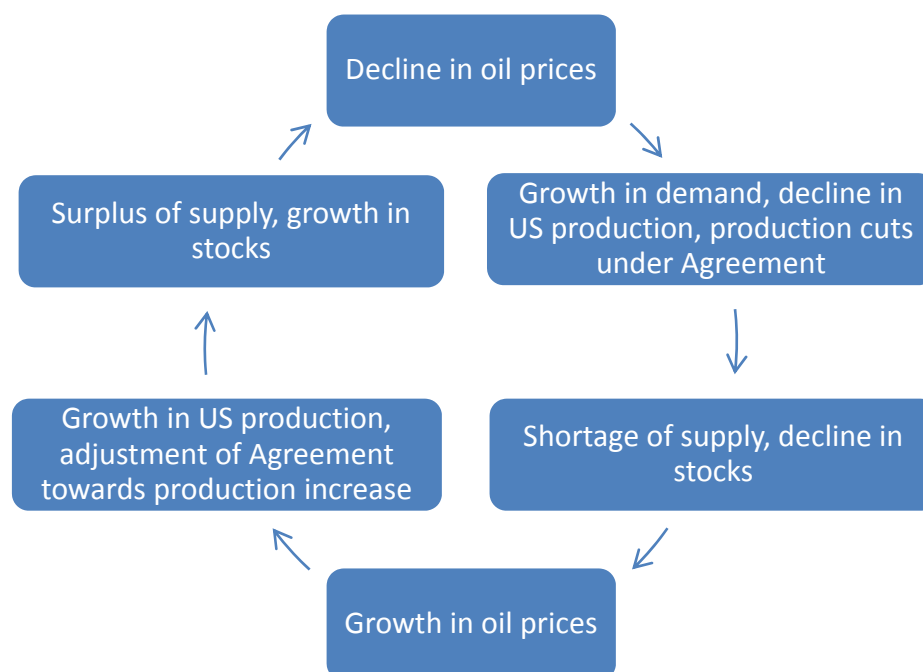 Decline in oil prices
Growth in demand, decline in
US production, production cuts
under Agreement
Shortage of supply, decline in
stocks
Growth in oil prices
Growth in US production,
adjustment of Agreement
towards production increase
Surplus of supply, growth in
stocks